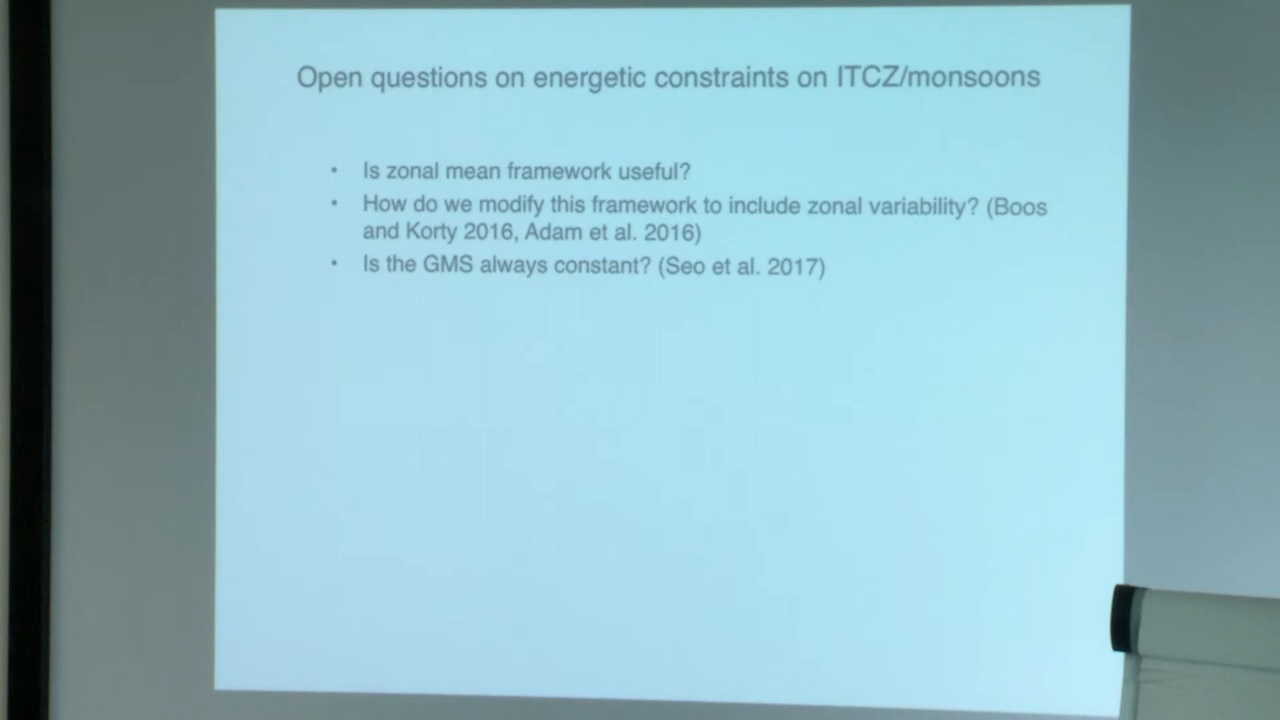 Open questions on energetic constraints on ITCZ/monsoons
• Is zonal mean framework useful?
• How do we modify this framework to include zonal variability? (Boos
and Korty 2016, Adam et al. 2016)
• Is the GMS always constant? (Seo et al. 2017)